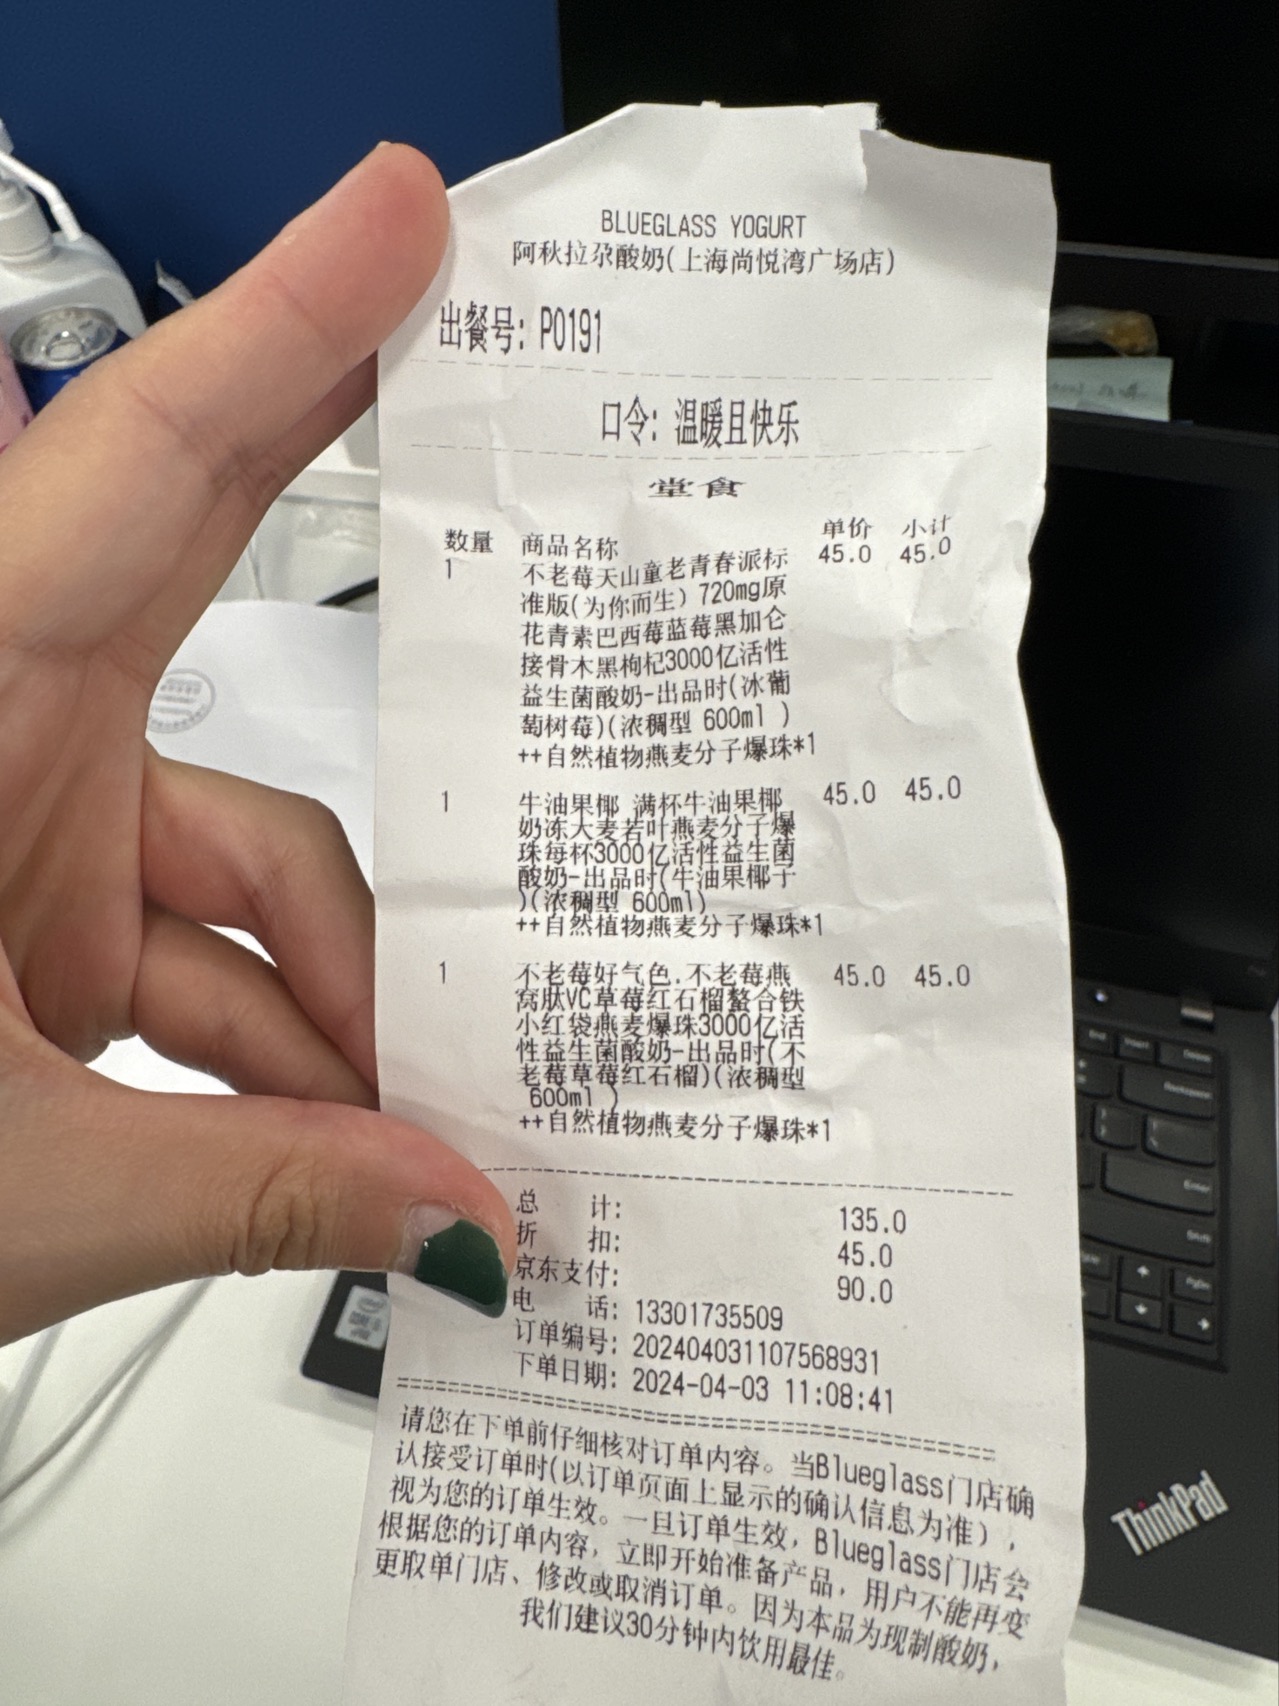 BLUEGLASS YOGURT
阿秋拉尕酸奶(上海尚悦湾广场店)
出餐号: P0191
口令: 温暖且快乐
堂食
数量 商品名称 单价 小计
1 不老莓天山童老青春派标 45.0 45.0
准版(为你而生) 720mg原
花青素巴西莓蓝莓黑加仑
接骨木黑枸杞3000亿活性
益生菌酸奶-出品时(冰葡
萄树莓)(浓稠型 600ml )
++自然植物燕麦分子爆珠*1
1 牛油果椰 满杯牛油果椰 45.0 45.0
奶冻大麦若叶燕麦分子爆
珠每杯3000亿活性益生菌
酸奶-出品时(牛油果椰子
)(浓稠型 600ml)
++自然植物燕麦分子爆珠*1
1 不老莓好气色.不老莓燕 45.0 45.0
窝肽VC草莓红石榴螯合铁
小红袋燕麦爆珠3000亿活
性益生菌酸奶-出品时(不
老莓草莓红石榴)(浓稠型
600ml )
++自然植物燕麦分子爆珠*1
总 计: 135.0
折 扣: 45.0
京东支付: 90.0
电 话: 13301735509
订单编号: 202404031107568931
下单日期: 2024-04-03 11:08:41
请您在下单前仔细核对订单内容。当Blueglass门店确
认接受订单时(以订单页面上显示的确认信息为准),
视为您的订单生效。一旦订单生效, Blueglass门店会
根据您的订单内容, 立即开始准备产品, 用户不能再变
更取单门店、修改或取消订单。因为本品为现制酸奶,
我们建议30分钟内饮用最佳。
ThinkPad
End
Insert
Delete
Backspace
Enter
Shift
PgUp
PgDn